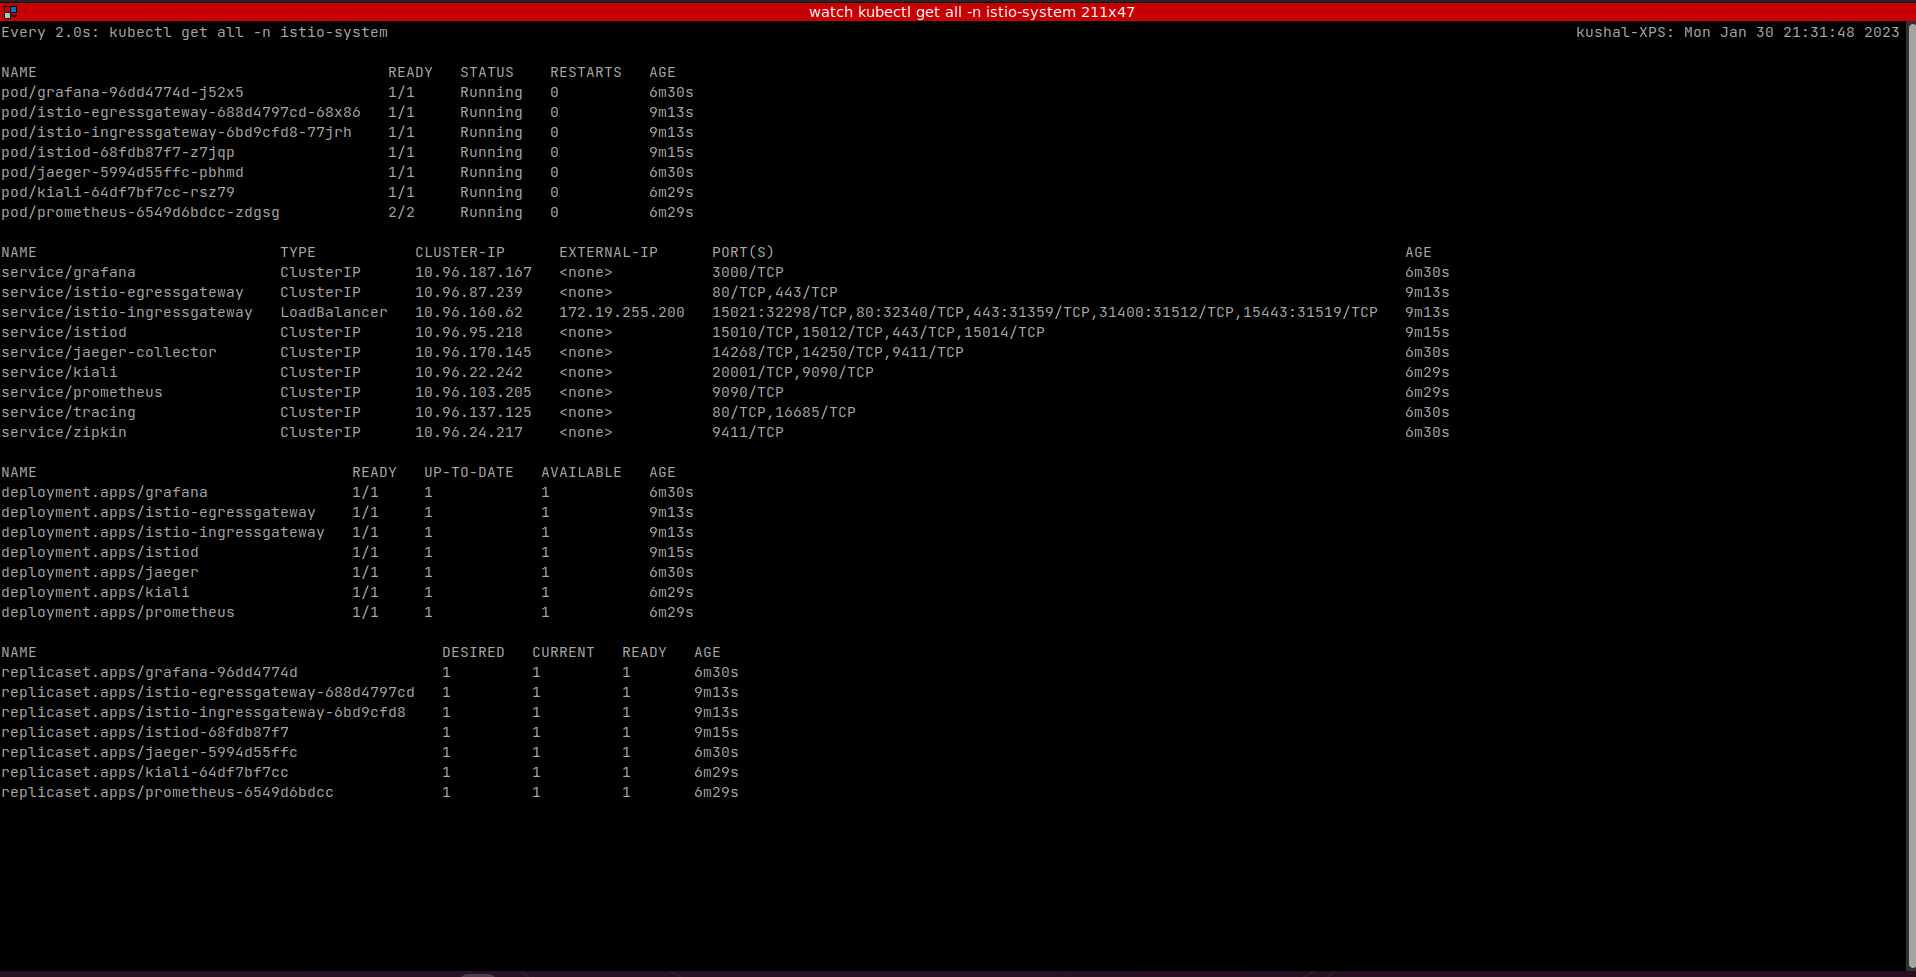 watch kubectl get all -n istio-system 211x47
Every 2.0s: kubectl get all -n istio-system kushal-XPS: Mon Jan 30 21:31:48 2023
NAME READY STATUS RESTARTS AGE
pod/grafana-96dd4774d-j52x5 1/1 Running 0 6m30s
pod/istio-egressgateway-688d4797cd-68x86 1/1 Running 0 9m13s
pod/istio-ingressgateway-6bd9cfd8-77jrh 1/1 Running 0 9m13s
pod/istiod-68fdb87f7-z7jqp 1/1 Running 0 9m15s
pod/jaeger-5994d55ffc-pbhmd 1/1 Running 0 6m30s
pod/kiali-64df7bf7cc-rsz79 1/1 Running 0 6m29s
pod/prometheus-6549d6bdcc-zdgsg 2/2 Running 0 6m29s
NAME TYPE CLUSTER-IP EXTERNAL-IP PORT(S) AGE
service/grafana ClusterIP 10.96.187.167 <none> 3000/TCP 6m30s
service/istio-egressgateway ClusterIP 10.96.87.239 <none> 80/TCP,443/TCP 9m13s
service/istio-ingressgateway LoadBalancer 10.96.160.62 172.19.255.200 15021:32298/TCP,80:32340/TCP,443:31359/TCP,31400:31512/TCP,15443:31519/TCP 9m13s
service/istiod ClusterIP 10.96.95.218 <none> 15010/TCP,15012/TCP,443/TCP,15014/TCP 9m15s
service/jaeger-collector ClusterIP 10.96.170.145 <none> 14268/TCP,14250/TCP,9411/TCP 6m30s
service/kiali ClusterIP 10.96.22.242 <none> 20001/TCP,9090/TCP 6m29s
service/prometheus ClusterIP 10.96.103.205 <none> 9090/TCP 6m29s
service/tracing ClusterIP 10.96.137.125 <none> 80/TCP,16685/TCP 6m30s
service/zipkin ClusterIP 10.96.24.217 <none> 9411/TCP 6m30s
NAME READY UP-TO-DATE AVAILABLE AGE
deployment.apps/grafana 1/1 1 1 6m30s
deployment.apps/istio-egressgateway 1/1 1 1 9m13s
deployment.apps/istio-ingressgateway 1/1 1 1 9m13s
deployment.apps/istiod 1/1 1 1 9m15s
deployment.apps/jaeger 1/1 1 1 6m30s
deployment.apps/kiali 1/1 1 1 6m29s
deployment.apps/prometheus 1/1 1 1 6m29s
NAME DESIRED CURRENT READY AGE
replicaset.apps/grafana-96dd4774d 1 1 1 6m30s
replicaset.apps/istio-egressgateway-688d4797cd 1 1 1 9m13s
replicaset.apps/istio-ingressgateway-6bd9cfd8 1 1 1 9m13s
replicaset.apps/istiod-68fdb87f7 1 1 1 9m15s
replicaset.apps/jaeger-5994d55ffc 1 1 1 6m30s
replicaset.apps/kiali-64df7bf7cc 1 1 1 6m29s
replicaset.apps/prometheus-6549d6bdcc 1 1 1 6m29s